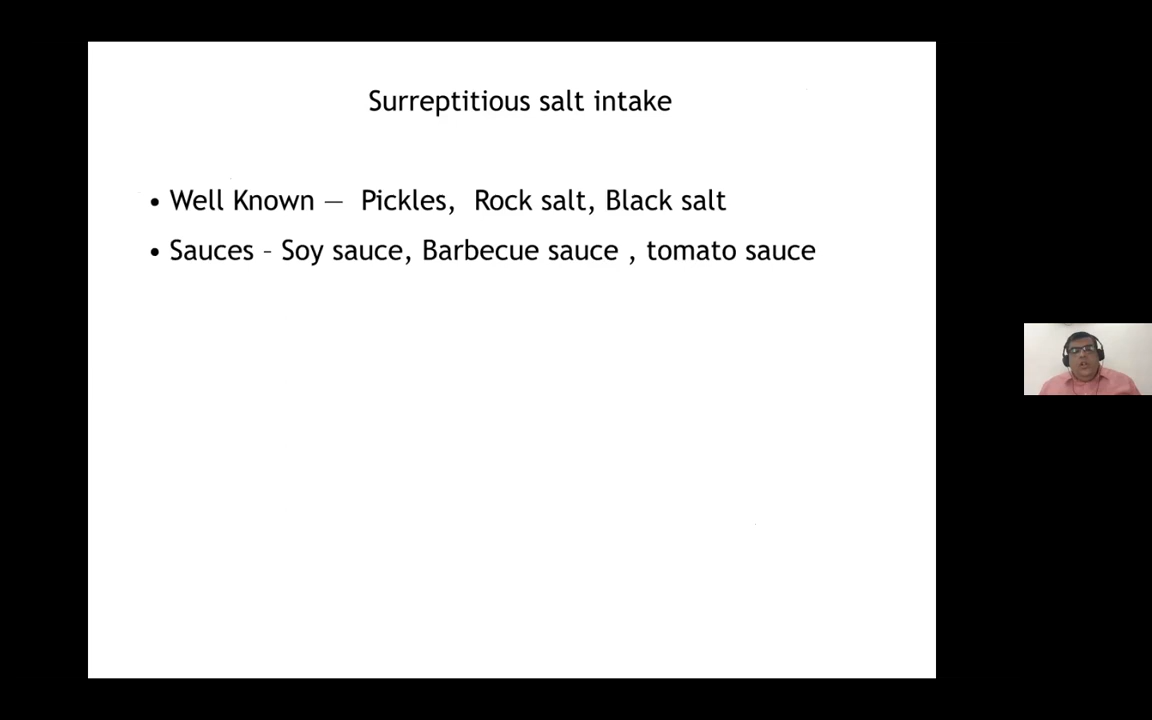 Surreptitious salt intake
• Well Known — Pickles, Rock salt, Black salt
• Sauces - Soy sauce, Barbecue sauce , tomato sauce